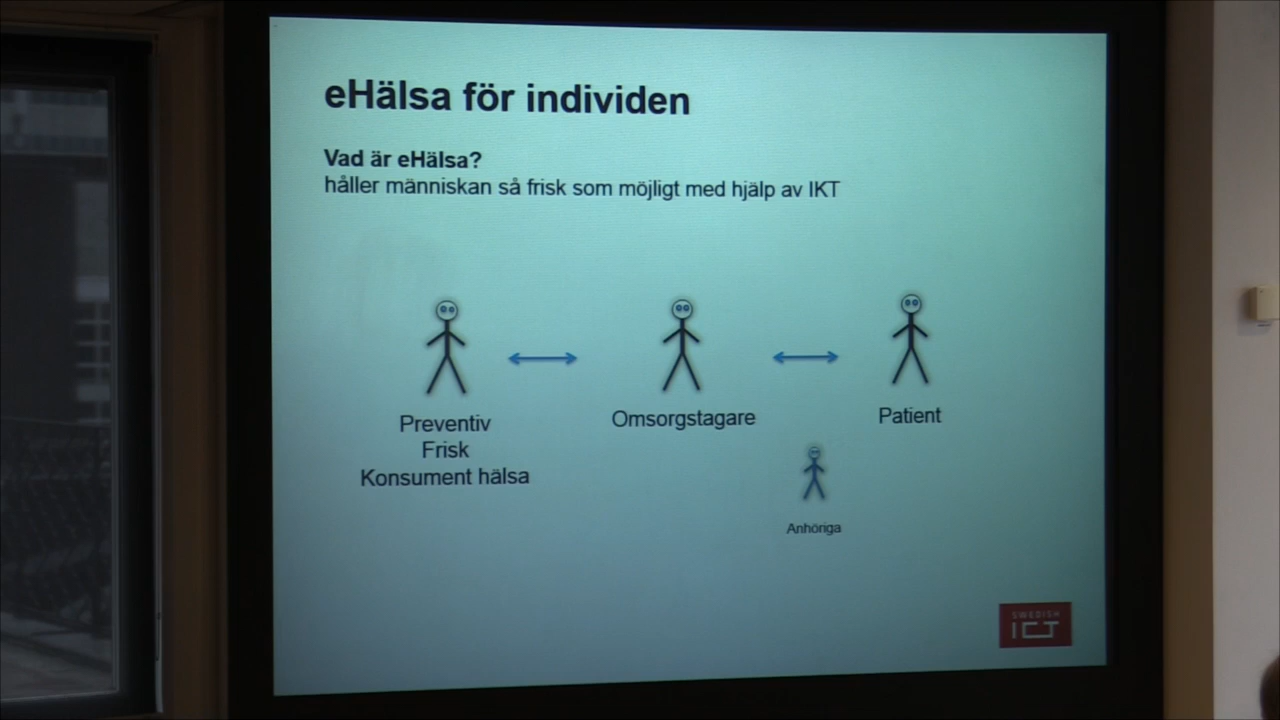 eHälsa för individen
Vad är eHälsa?
håller människan så frisk som möjligt med hjälp av IKT
Preventiv
Frisk
Konsument hälsa
Omsorgstagare
Patient
Anhöriga
SWEDISH
ICT